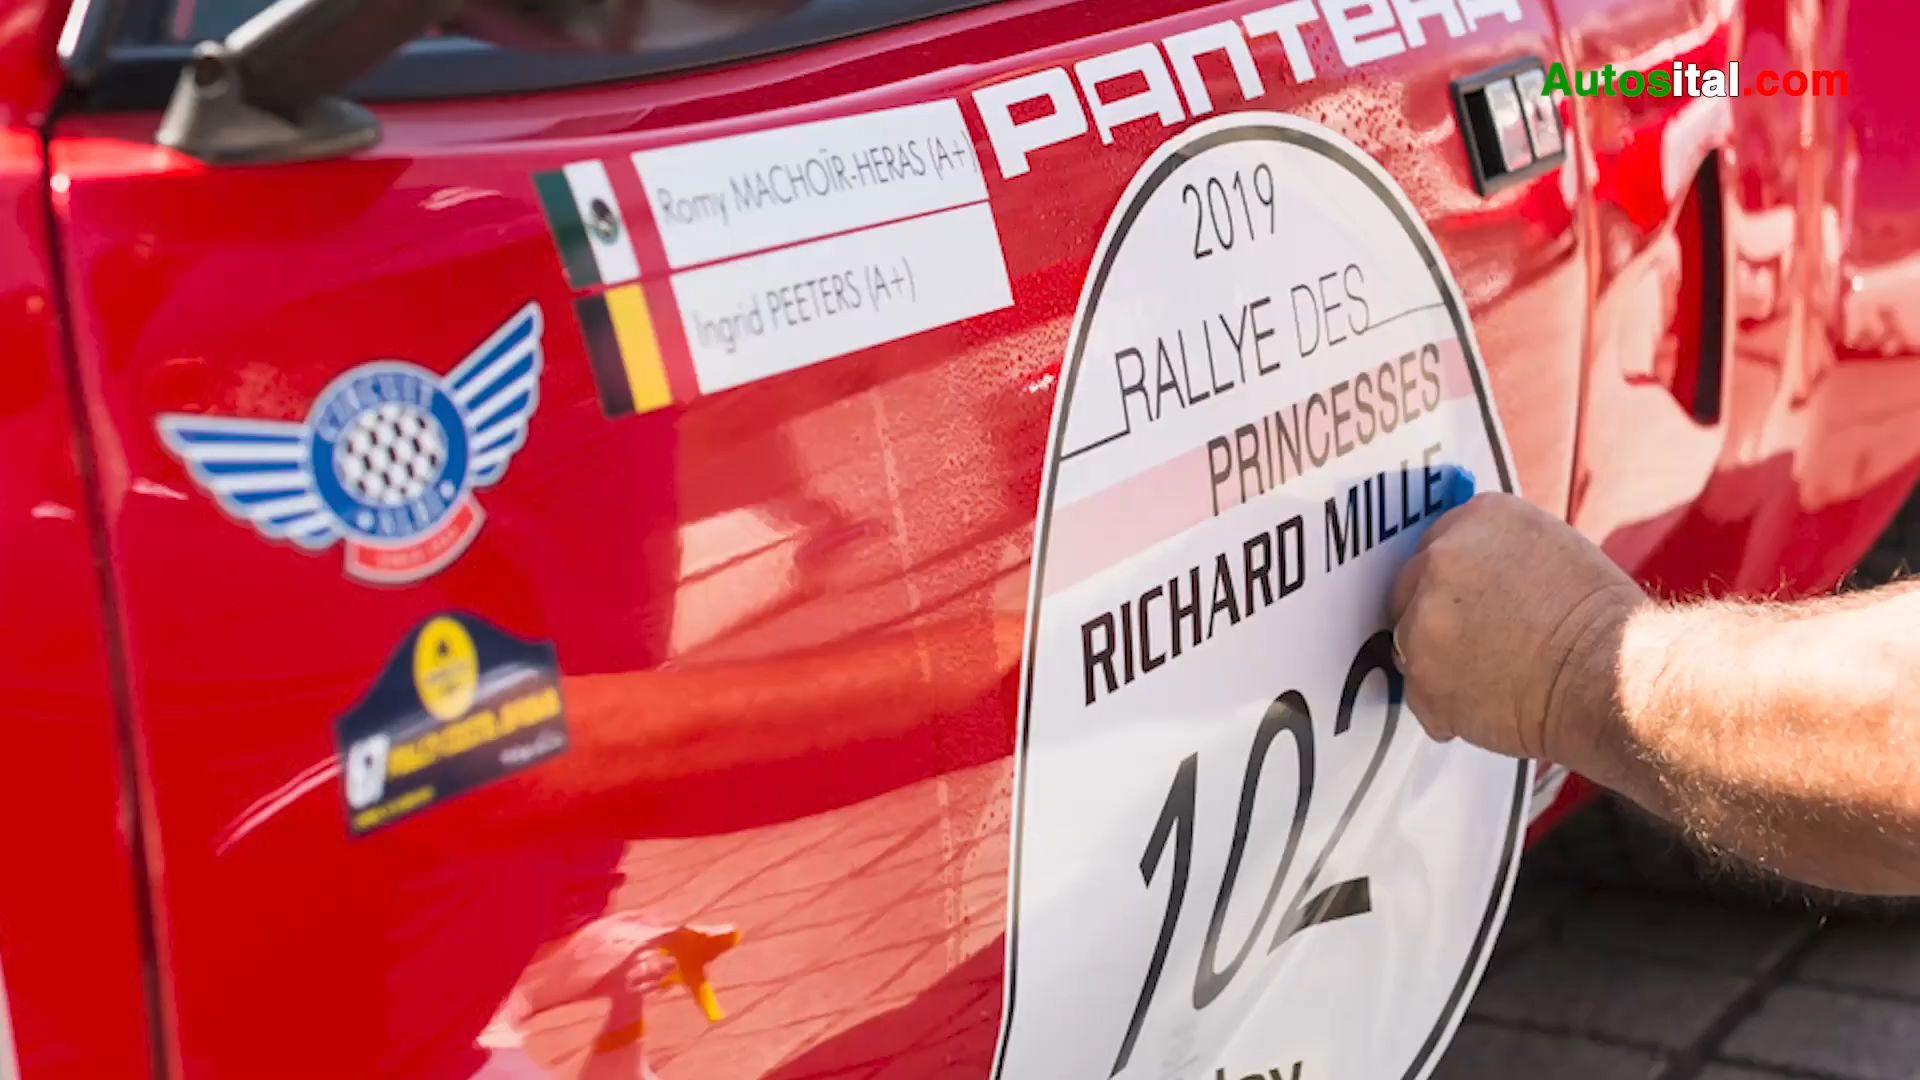 PANTERA
Autosital.com
Romy MACHOÏR-HERAS (A+)
Ingrid PEETERS (A+)
2019
RALLYE DES
PRINCESSES
RICHARD MILLE
102